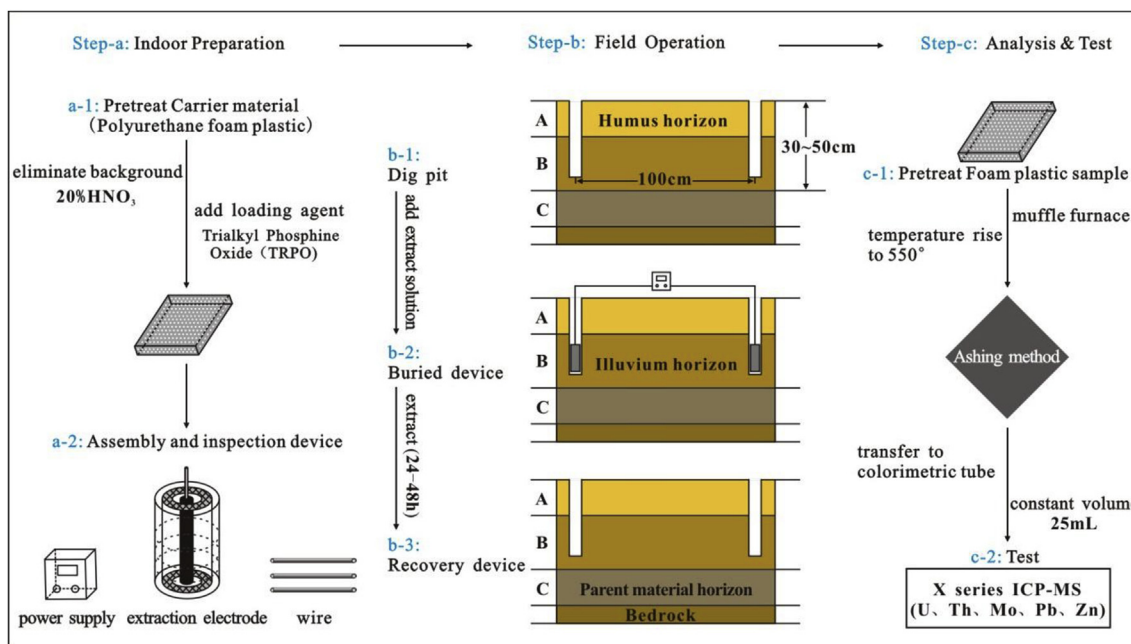 Step-a: Indoor Preparation
Step-b: Field Operation
Step-c: Analysis & Test
a-1: Pretreat Carrier material
(Polyurethane foam plastic)
eliminate background
20%HNO₃
add loading agent
Trialkyl Phosphine
Oxide (TRPO)
a-2: Assembly and inspection device
power supply
extraction electrode
wire
b-1:
Dig pit
add extract solution
b-2:
Buried device
extract (24-48h)
b-3:
Recovery device
A
Humus horizon
B
30~50cm
100cm
C
A
B
Illuvium horizon
C
A
B
C
Parent material horizon
Bedrock
c-1: Pretreat Foam plastic sample
muffle furnace
temperature rise
to 550°
Ashing method
transfer to
colorimetric tube
constant volume
25mL
c-2: Test
X series ICP-MS
(U、Th、Mo、Pb、Zn)